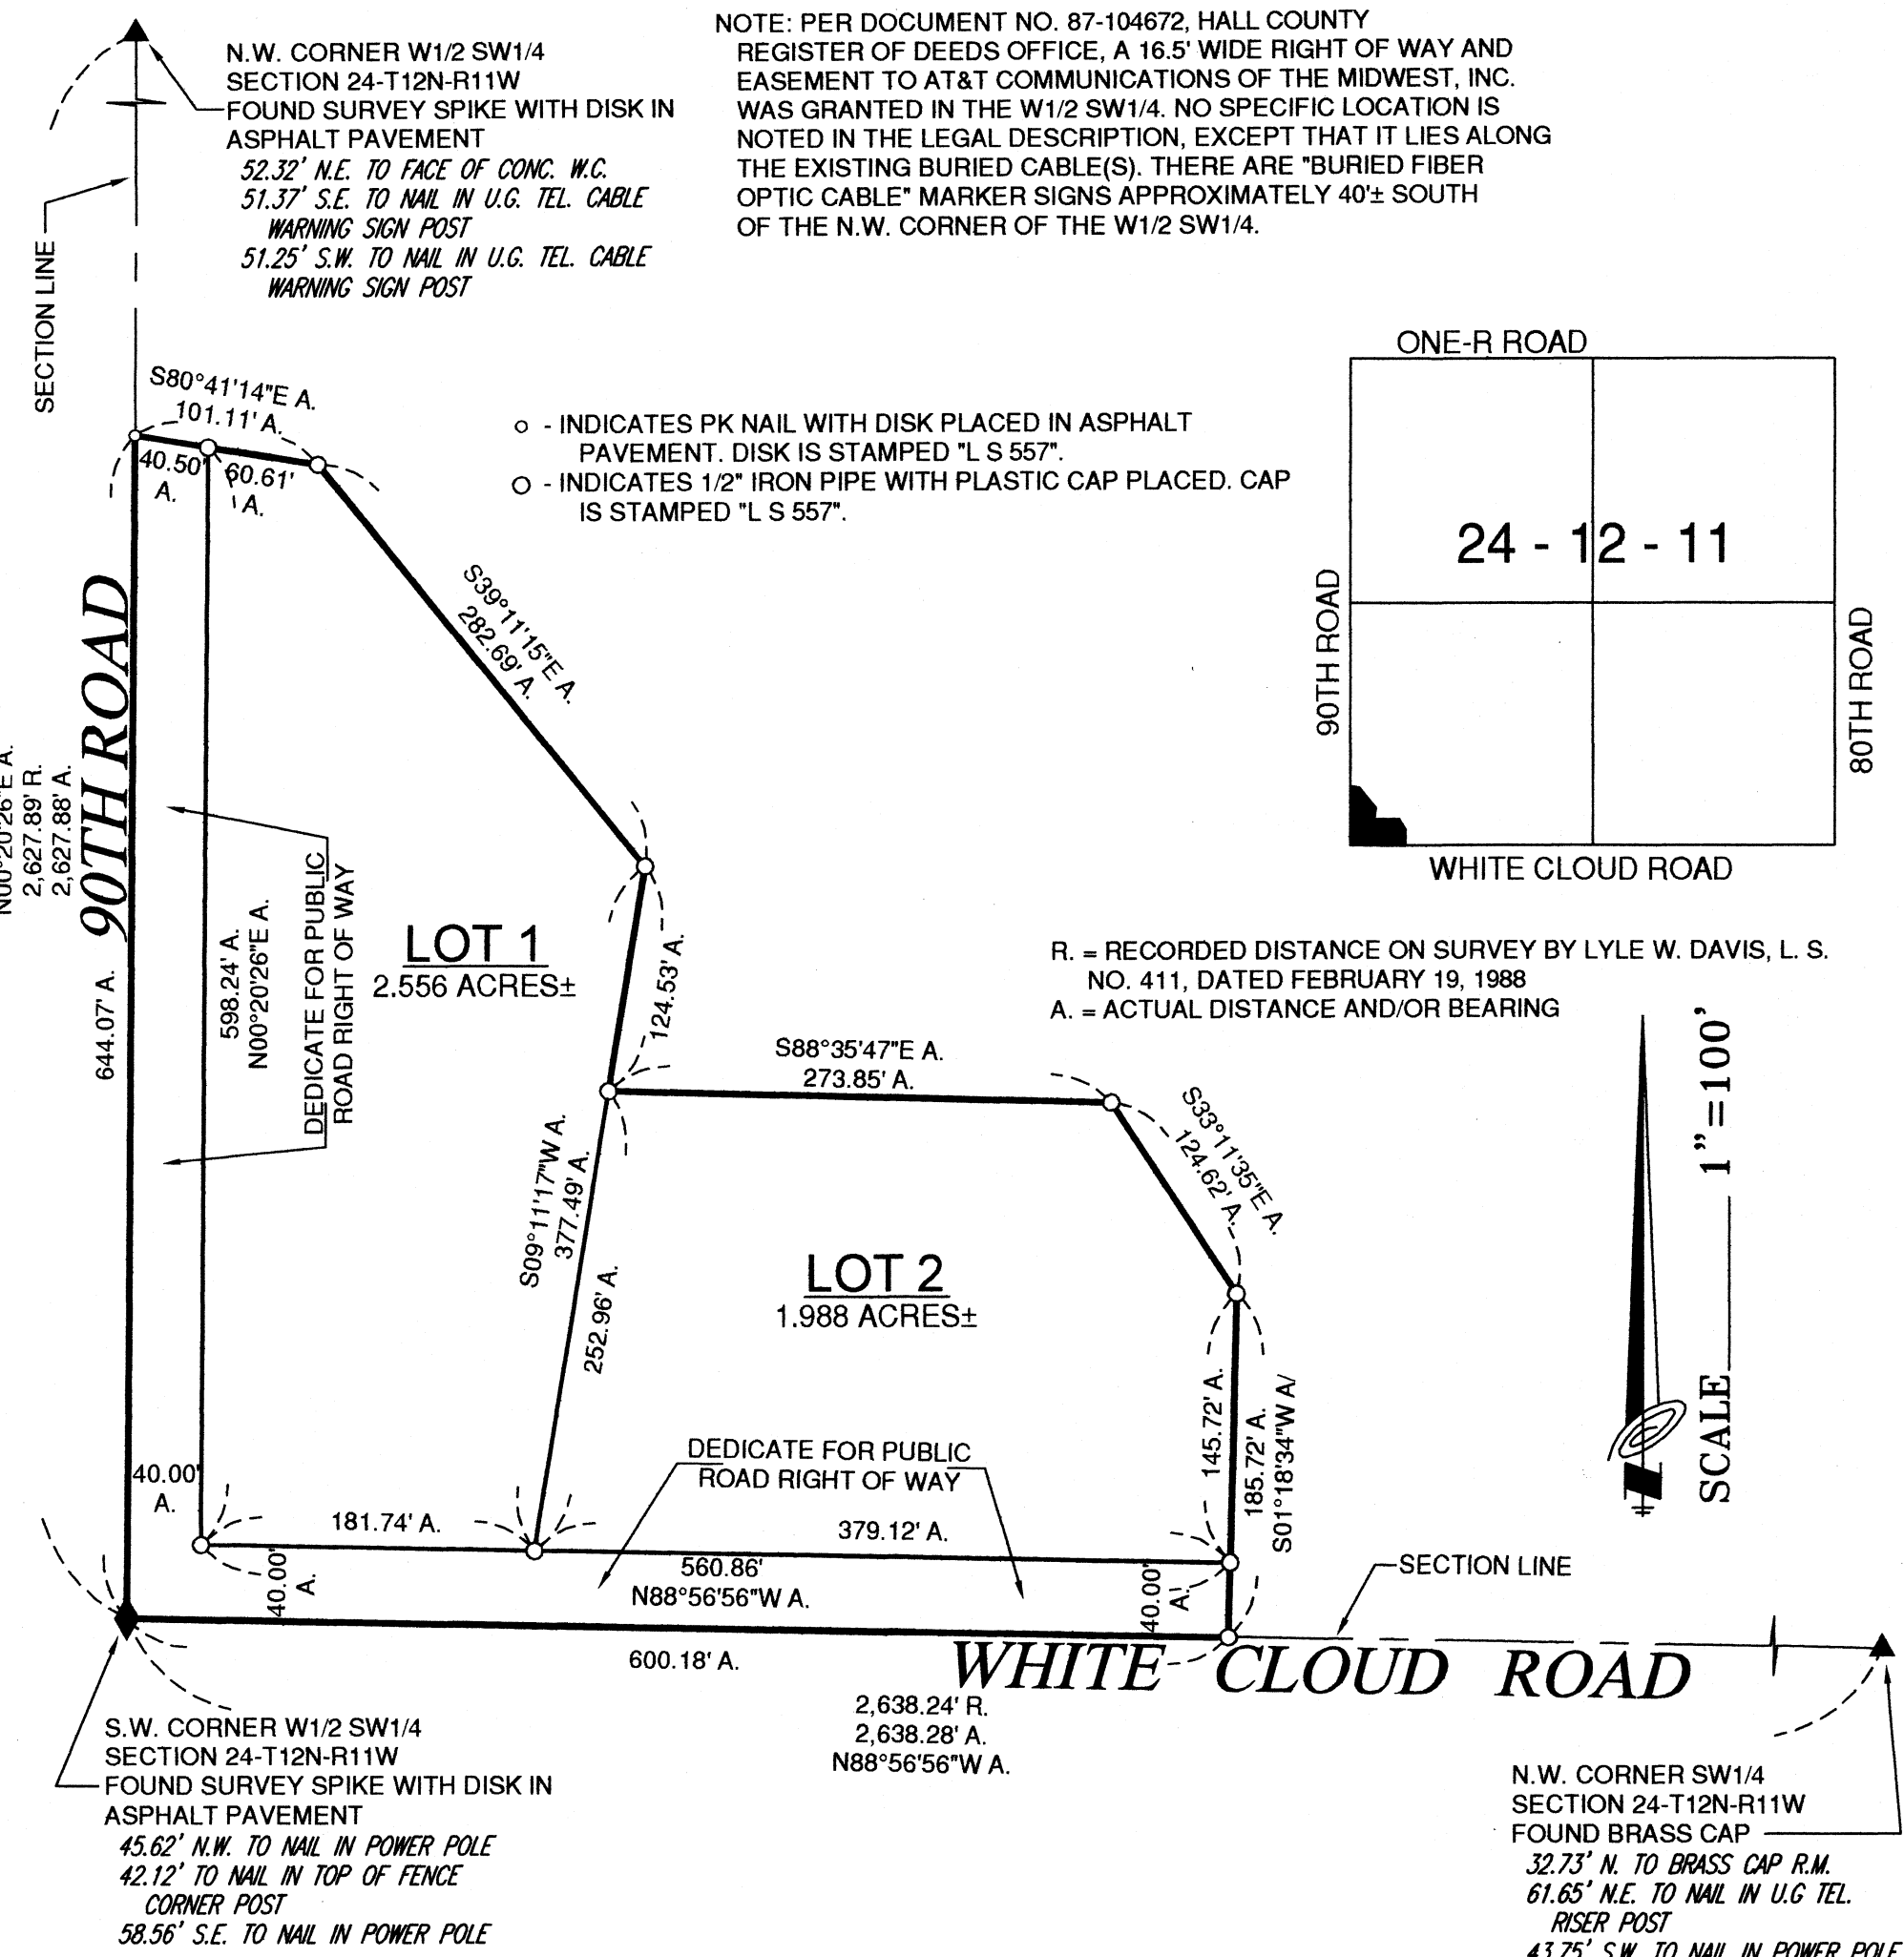 NOTE: PER DOCUMENT NO. 87-104672, HALL COUNTY
REGISTER OF DEEDS OFFICE, A 16.5' WIDE RIGHT OF WAY AND
EASEMENT TO AT&T COMMUNICATIONS OF THE MIDWEST, INC.
WAS GRANTED IN THE W1/2 SW1/4. NO SPECIFIC LOCATION IS
NOTED IN THE LEGAL DESCRIPTION, EXCEPT THAT IT LIES ALONG
THE EXISTING BURIED CABLE(S). THERE ARE "BURIED FIBER
OPTIC CABLE" MARKER SIGNS APPROXIMATELY 40'± SOUTH
OF THE N.W. CORNER OF THE W1/2 SW1/4.
N.W. CORNER W1/2 SW1/4
SECTION 24-T12N-R11W
FOUND SURVEY SPIKE WITH DISK IN
ASPHALT PAVEMENT
52.32' N.E. TO FACE OF CONC. W.C.
51.37' S.E. TO NAIL IN U.G. TEL. CABLE
WARNING SIGN POST
51.25' S.W. TO NAIL IN U.G. TEL. CABLE
WARNING SIGN POST
SECTION LINE
S80°41'14"E A.
101.11' A.
40.50'
A.
60.61'
A.
- INDICATES PK NAIL WITH DISK PLACED IN ASPHALT
PAVEMENT. DISK IS STAMPED "L S 557".
- INDICATES 1/2" IRON PIPE WITH PLASTIC CAP PLACED. CAP
IS STAMPED "L S 557".
ONE-R ROAD
24 - 12 - 11
90TH ROAD
80TH ROAD
WHITE CLOUD ROAD
S39°11'15"E A.
282.69' A.
N00°20'26"E A.
2,627.89' R.
2,627.88' A.
90TH ROAD
644.07' A.
598.24' A.
N00°20'26"E A.
DEDICATE FOR PUBLIC
ROAD RIGHT OF WAY
LOT 1
2.556 ACRES±
124.53' A.
R. = RECORDED DISTANCE ON SURVEY BY LYLE W. DAVIS, L. S.
NO. 411, DATED FEBRUARY 19, 1988
A. = ACTUAL DISTANCE AND/OR BEARING
S88°35'47"E A.
273.85' A.
S33°11'35"E A.
124.62' A.
S09°11'17"W A.
377.49' A.
252.96' A.
LOT 2
1.988 ACRES±
145.72' A.
185.72' A.
S01°18'34"W A/
SCALE 1"=100'
DEDICATE FOR PUBLIC
ROAD RIGHT OF WAY
40.00'
A.
181.74' A.
379.12' A.
40.00'
A.
560.86'
N88°56'56"W A.
40.00'
A.
SECTION LINE
600.18' A.
WHITE CLOUD ROAD
2,638.24' R.
2,638.28' A.
N88°56'56"W A.
S.W. CORNER W1/2 SW1/4
SECTION 24-T12N-R11W
FOUND SURVEY SPIKE WITH DISK IN
ASPHALT PAVEMENT
45.62' N.W. TO NAIL IN POWER POLE
42.12' TO NAIL IN TOP OF FENCE
CORNER POST
58.56' S.E. TO NAIL IN POWER POLE
N.W. CORNER SW1/4
SECTION 24-T12N-R11W
FOUND BRASS CAP
32.73' N. TO BRASS CAP R.M.
61.65' N.E. TO NAIL IN U.G TEL.
RISER POST
43.75' S.W. TO NAIL IN POWER POLE